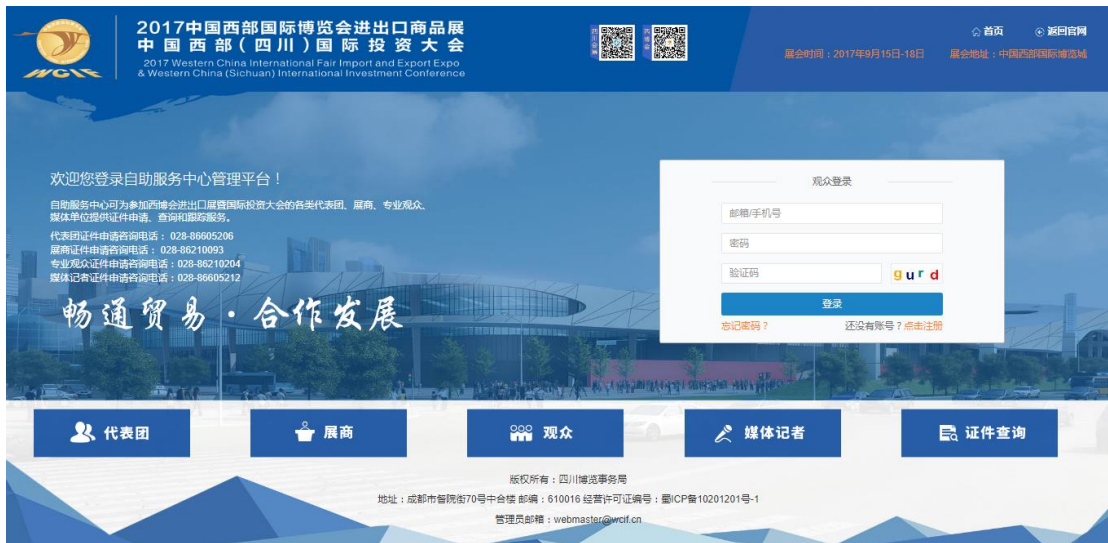 2017中国西部国际博览会进出口商品展
中国西部(四川)国际投资大会
2017 Western China International Fair Import and Export Expo
& Western China (Sichuan) International Investment Conference
WCIF
四川会展
西博会
首页
返回官网
展会时间：2017年9月15日-18日
展会地址：中国西部国际博览城
欢迎您登录自助服务中心管理平台！
自助服务中心可为参加西博会进出口展暨国际投资大会的各类代表团、展商、专业观众、
媒体单位提供证件申请、查询和跟踪服务。
代表团证件申请咨询电话：028-86605206
展商证件申请咨询电话：028-86210093
专业观众证件申请咨询电话：028-86210204
媒体记者证件申请咨询电话：028-86605212
畅通贸易·合作发展
观众登录
邮箱/手机号
密码
验证码
gurd
登录
忘记密码？
还没有账号？点击注册
代表团
展商
观众
媒体记者
证件查询
版权所有：四川博览事务局
地址：成都市督院街70号中台楼 邮编：610016 经营许可证编号：蜀ICP备10201201号-1
管理员邮箱：webmaster@wcif.cn